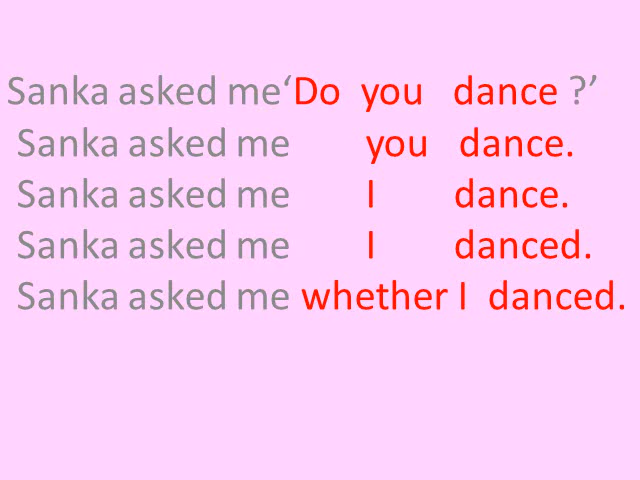 Sanka asked me‘Do you dance ?’
Sanka asked me you dance.
Sanka asked me I dance.
Sanka asked me I danced.
Sanka asked me whether I danced.